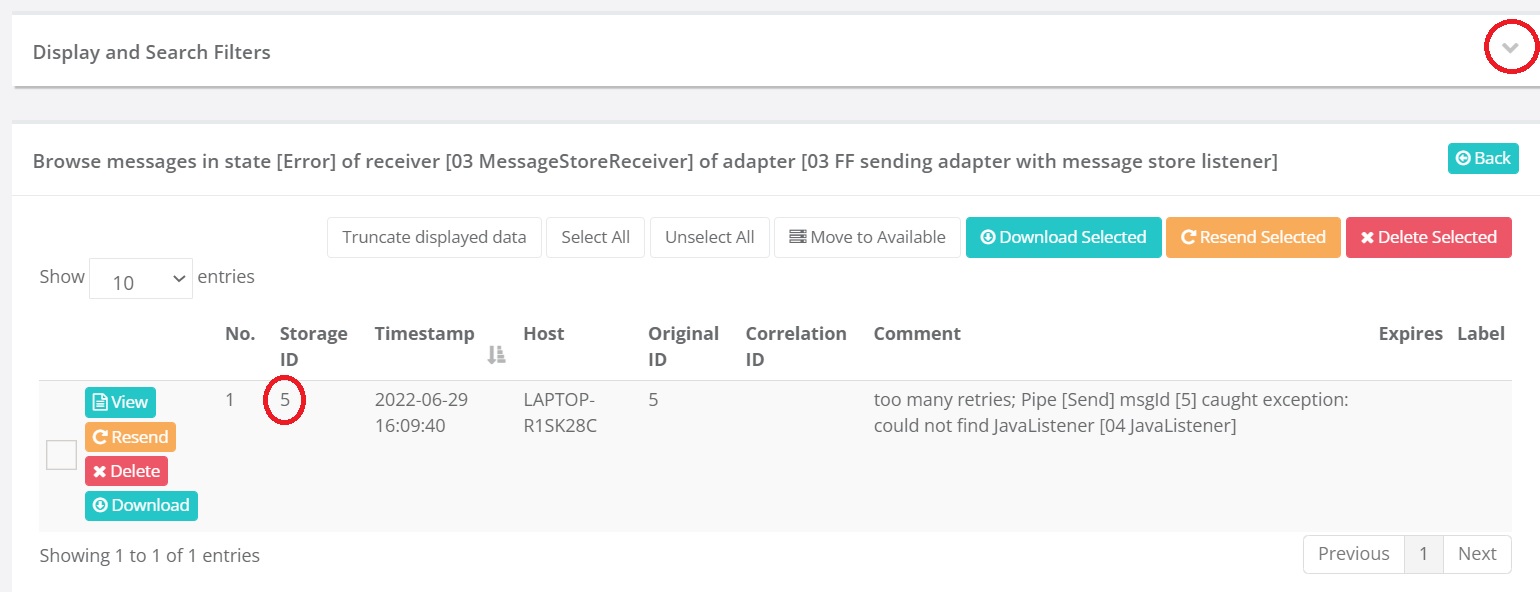 Display and Search Filters
Browse messages in state [Error] of receiver [03 MessageStoreReceiver] of adapter [03 FF sending adapter with message store listener]
Back
Truncate displayed data Select All Unselect All Move to Available Download Selected Resend Selected Delete Selected
Show 10 entries
No. Storage ID Timestamp Host Original ID Correlation ID Comment Expires Label
View
Resend
Delete
Download
1
5
2022-06-29
16:09:40
LAPTOP-
R1SK28C
5
too many retries; Pipe [Send] msgId [5] caught exception:
could not find JavaListener [04 JavaListener]
Showing 1 to 1 of 1 entries
Previous 1 Next